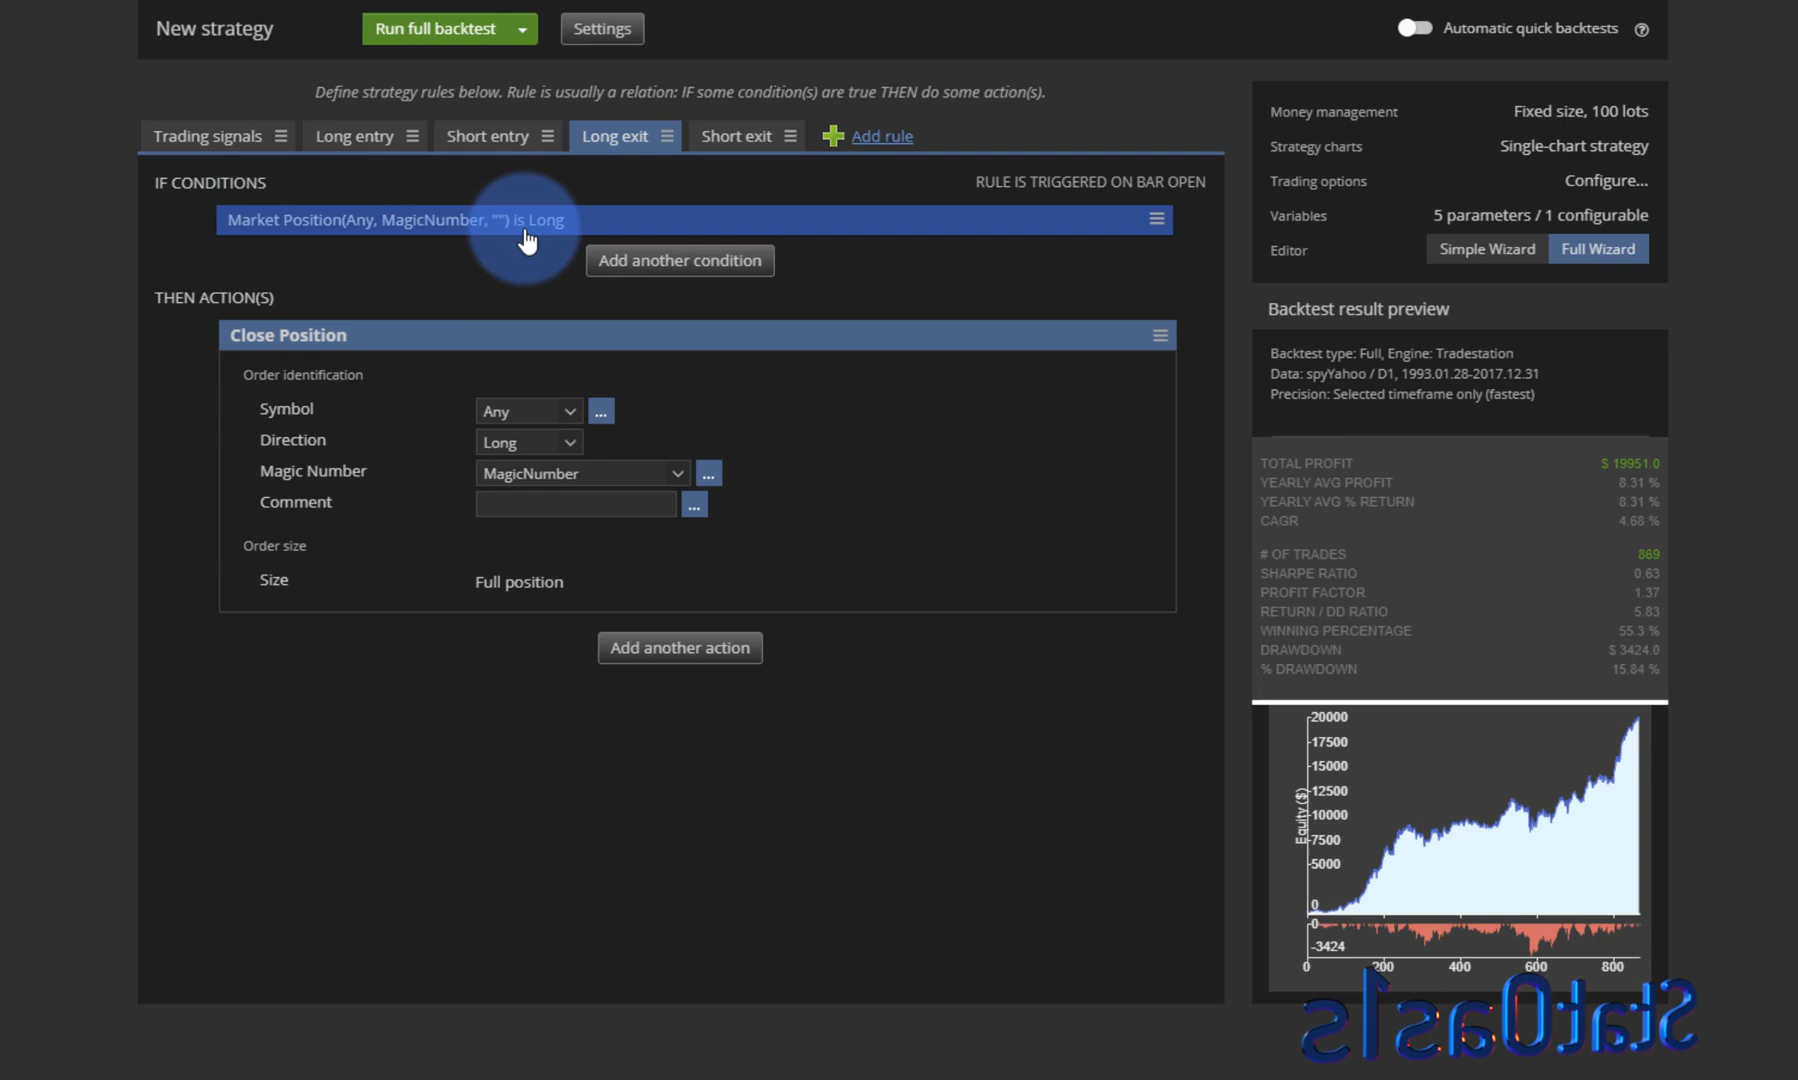 New strategy
Run full backtest
Settings
Automatic quick backtests
?
Define strategy rules below. Rule is usually a relation: IF some condition(s) are true THEN do some action(s).
Trading signals
Long entry
Short entry
Long exit
Short exit
Add rule
IF CONDITIONS
RULE IS TRIGGERED ON BAR OPEN
Market Position(Any, MagicNumber, "") is Long
Add another condition
THEN ACTION(S)
Close Position
Order identification
Symbol
Any
...
Direction
Long
Magic Number
MagicNumber
...
Comment
...
Order size
Size
Full position
Add another action
Money management
Fixed size, 100 lots
Strategy charts
Single-chart strategy
Trading options
Configure...
Variables
5 parameters / 1 configurable
Editor
Simple Wizard
Full Wizard
Backtest result preview
Backtest type: Full, Engine: Tradestation
Data: spyYahoo / D1, 1993.01.28-2017.12.31
Precision: Selected timeframe only (fastest)
TOTAL PROFIT
$ 19951.0
YEARLY AVG PROFIT
8.31 %
YEARLY AVG % RETURN
8.31 %
CAGR
4.68 %
# OF TRADES
869
SHARPE RATIO
0.63
PROFIT FACTOR
1.37
RETURN / DD RATIO
5.83
WINNING PERCENTAGE
55.3 %
DRAWDOWN
$ 3424.0
% DRAWDOWN
15.84 %
20000
17500
15000
12500
10000
7500
5000
0
Equity ($)
0
-3424
0
200
400
600
800
Stat0as1s